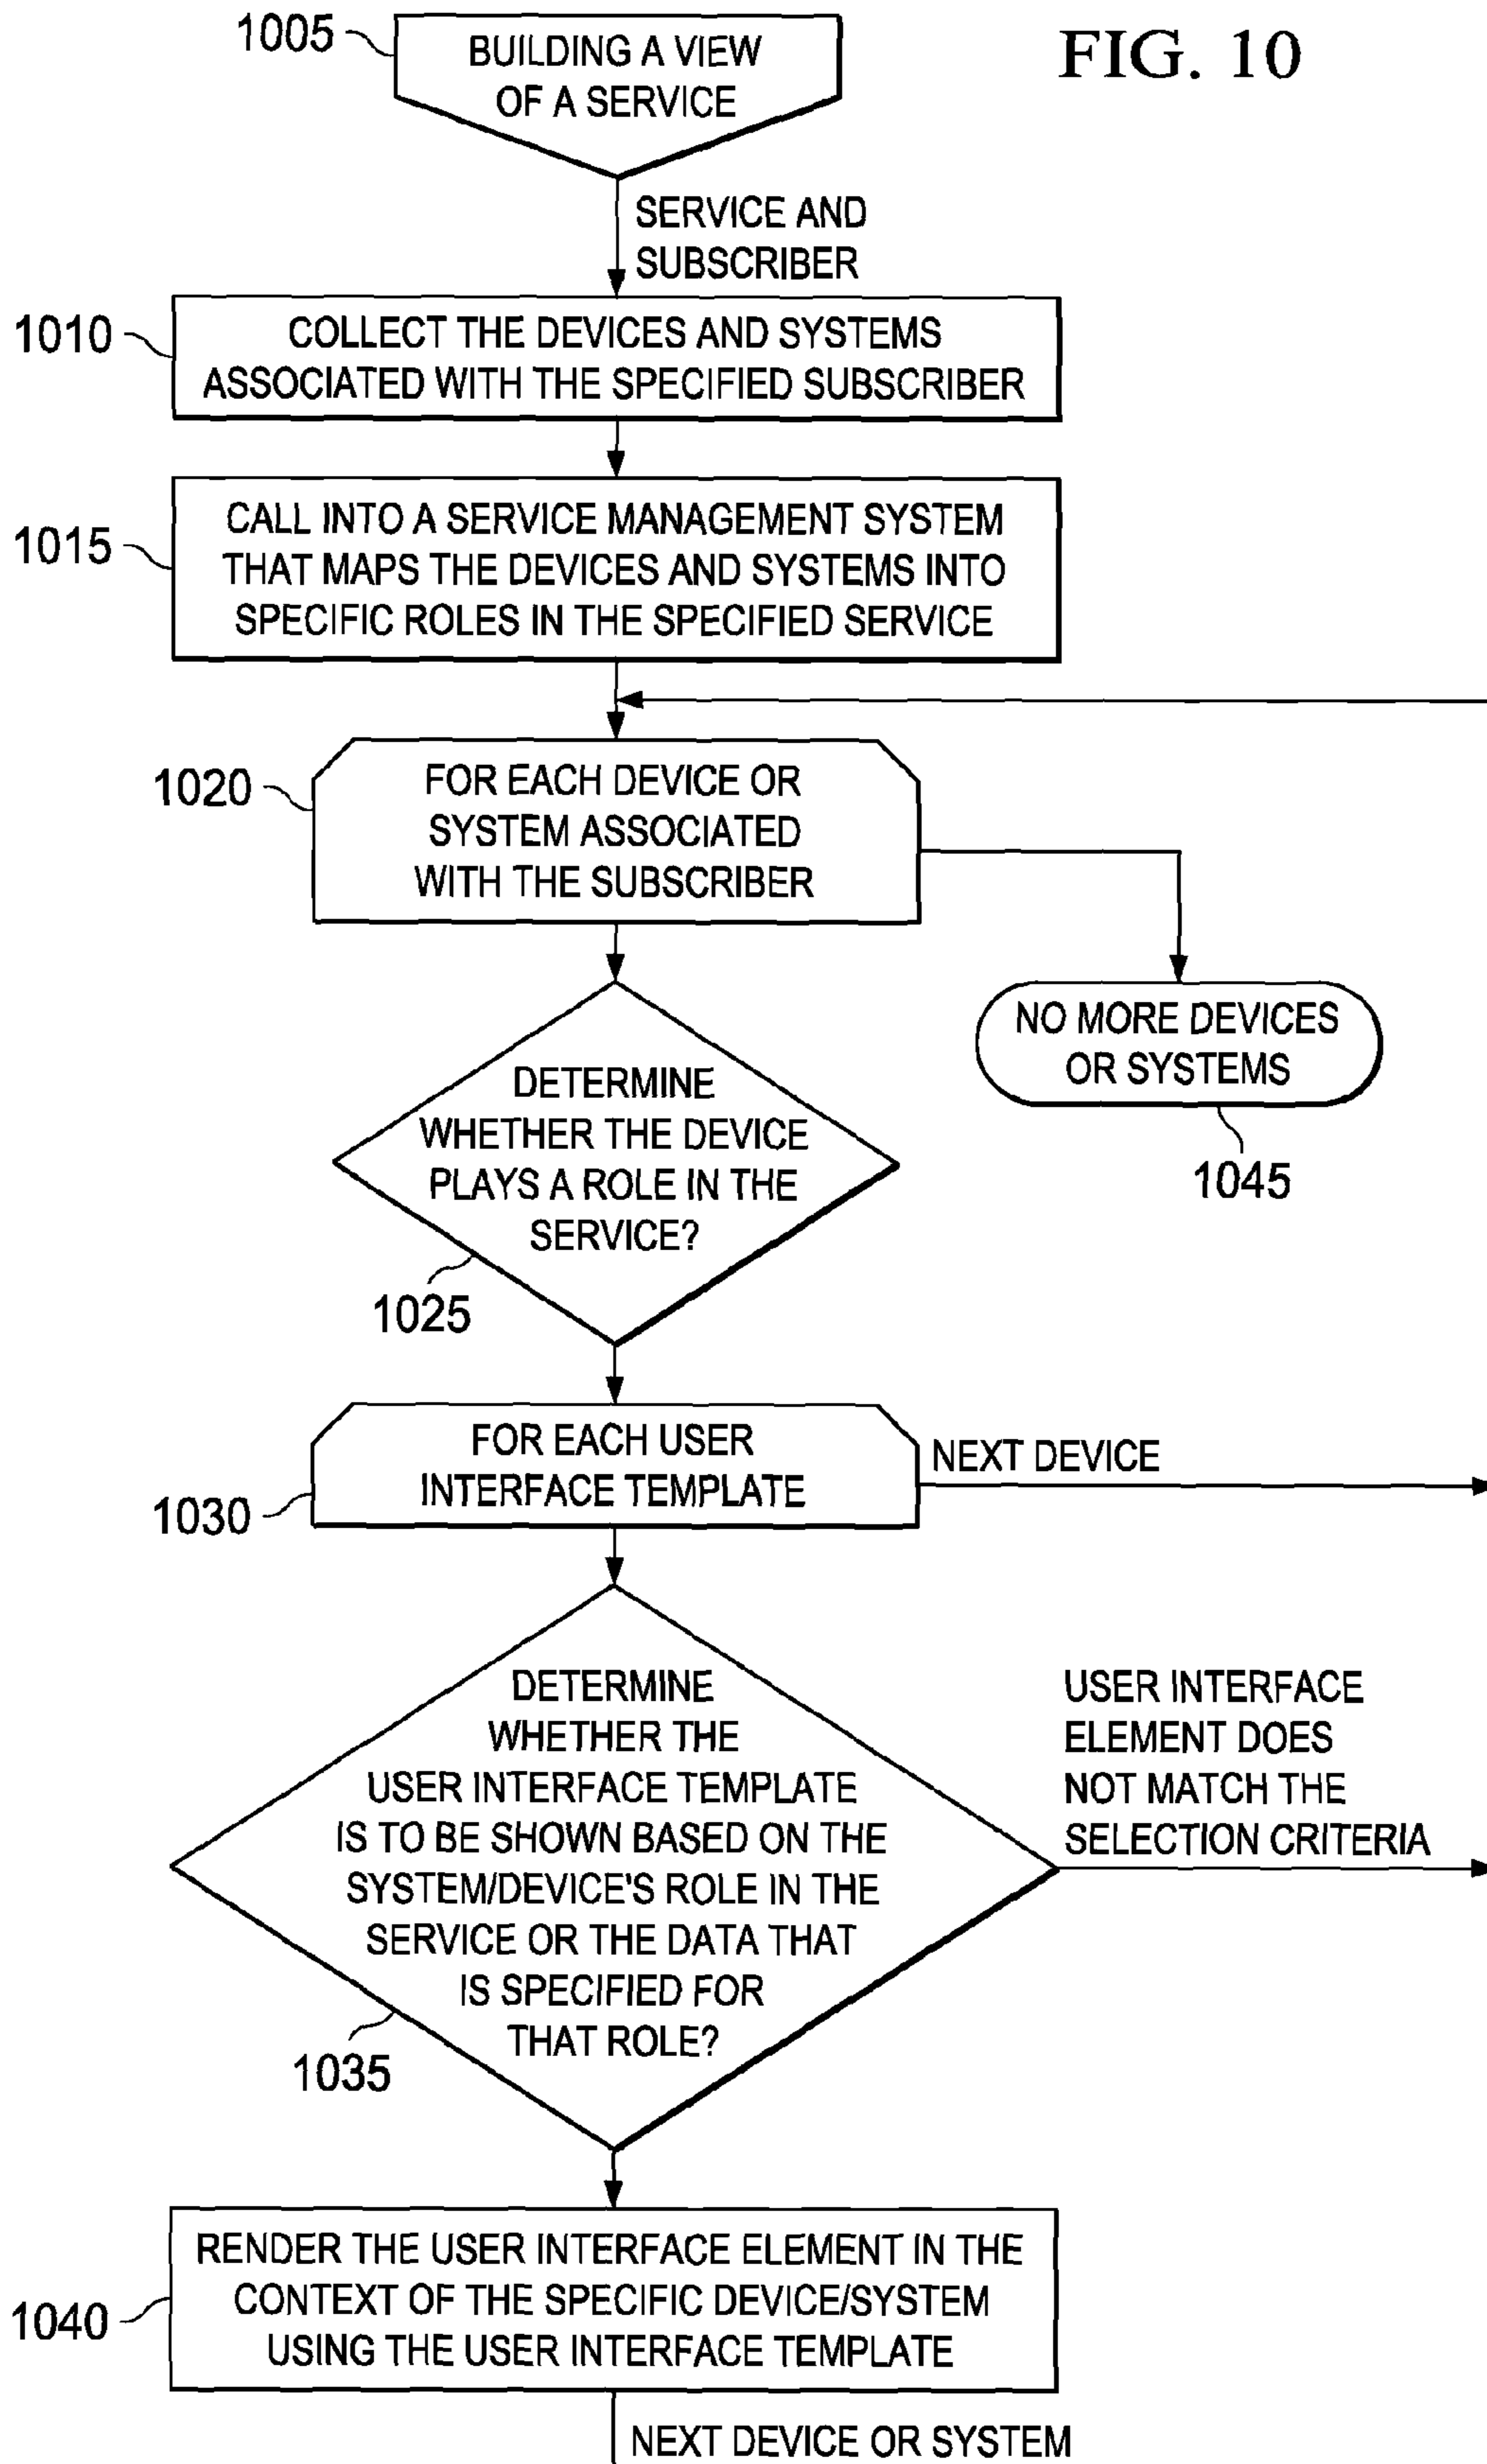 FIG. 10
1005
BUILDING A VIEW
OF A SERVICE
SERVICE AND
SUBSCRIBER
1010
COLLECT THE DEVICES AND SYSTEMS
ASSOCIATED WITH THE SPECIFIED SUBSCRIBER
1015
CALL INTO A SERVICE MANAGEMENT SYSTEM
THAT MAPS THE DEVICES AND SYSTEMS INTO
SPECIFIC ROLES IN THE SPECIFIED SERVICE
1020
FOR EACH DEVICE OR
SYSTEM ASSOCIATED
WITH THE SUBSCRIBER
NO MORE DEVICES
OR SYSTEMS
1045
DETERMINE
WHETHER THE DEVICE
PLAYS A ROLE IN THE
SERVICE?
1025
FOR EACH USER
INTERFACE TEMPLATE
1030
NEXT DEVICE
DETERMINE
WHETHER THE
USER INTERFACE TEMPLATE
IS TO BE SHOWN BASED ON THE
SYSTEM/DEVICE'S ROLE IN THE
SERVICE OR THE DATA THAT
IS SPECIFIED FOR
THAT ROLE?
1035
USER INTERFACE
ELEMENT DOES
NOT MATCH THE
SELECTION CRITERIA
1040
RENDER THE USER INTERFACE ELEMENT IN THE
CONTEXT OF THE SPECIFIC DEVICE/SYSTEM
USING THE USER INTERFACE TEMPLATE
NEXT DEVICE OR SYSTEM